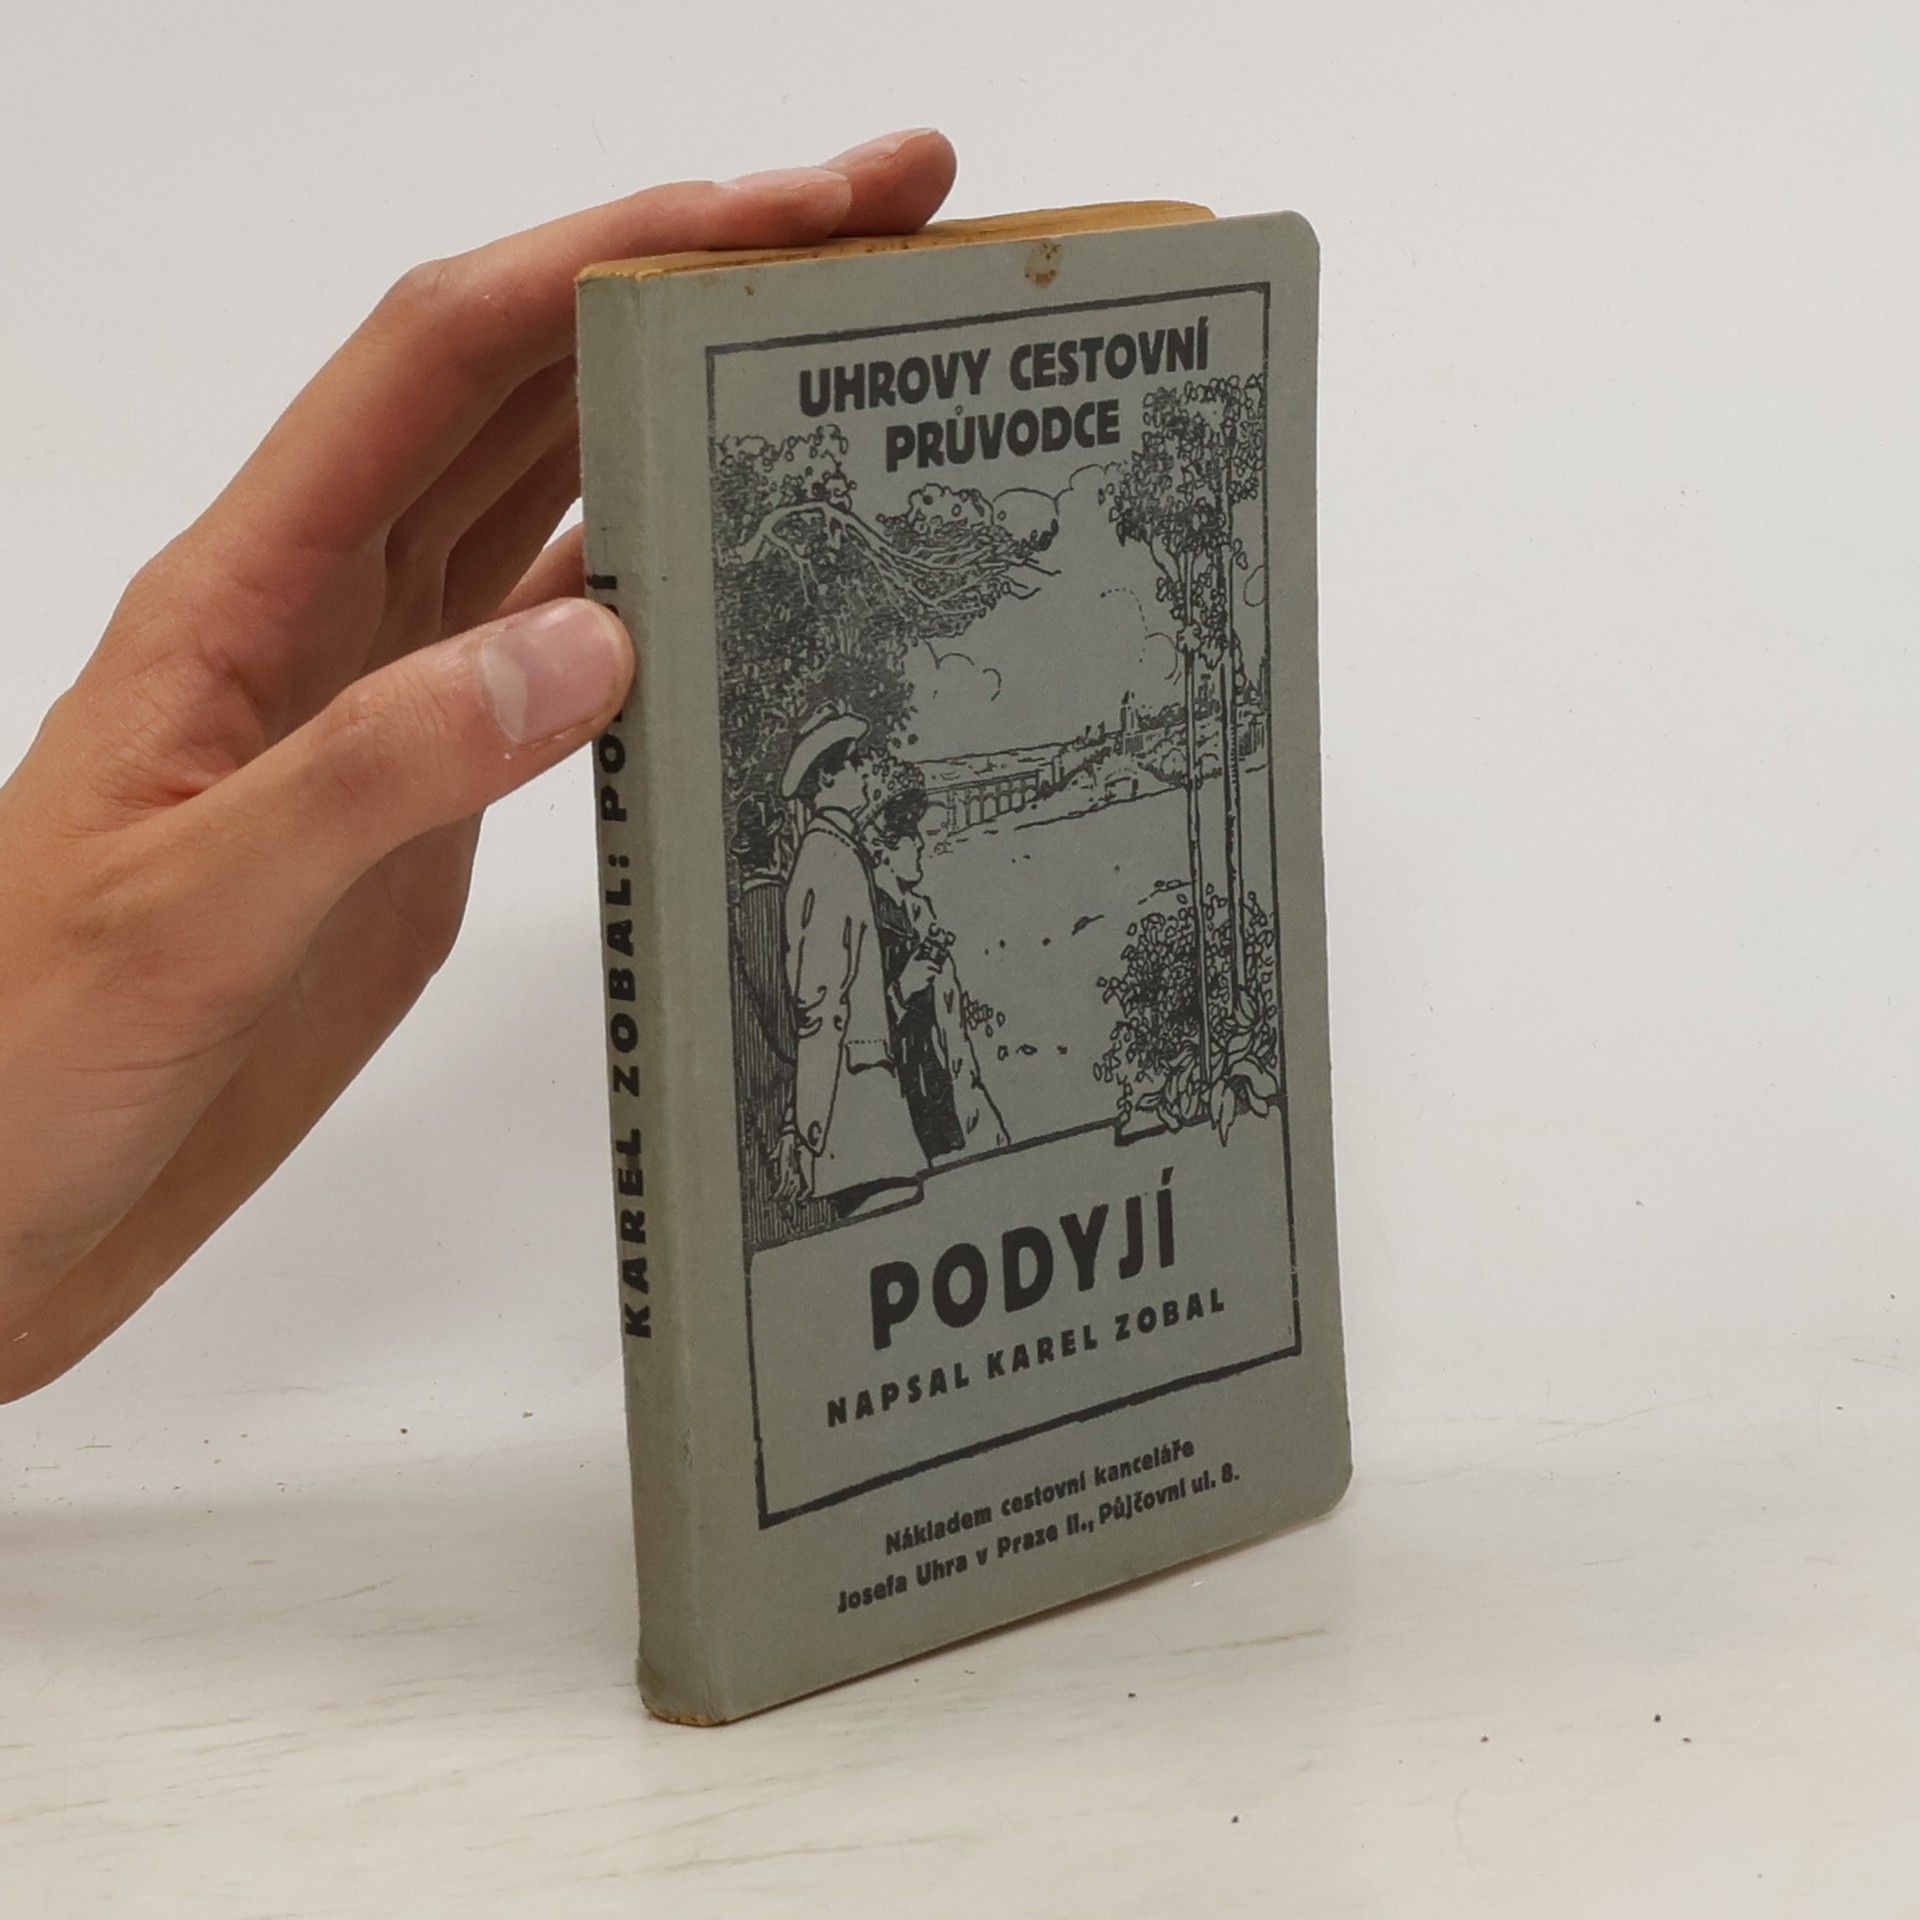 UHROVY CESTOVNÍ
PRŮVODCE
PODYJÍ
NAPSAL KAREL ZOBAL
Nákladem cestovní kanceláře
Josefa Uhra v Praze II., Půjčovní ul. 8.
KAREL ZOBAL: